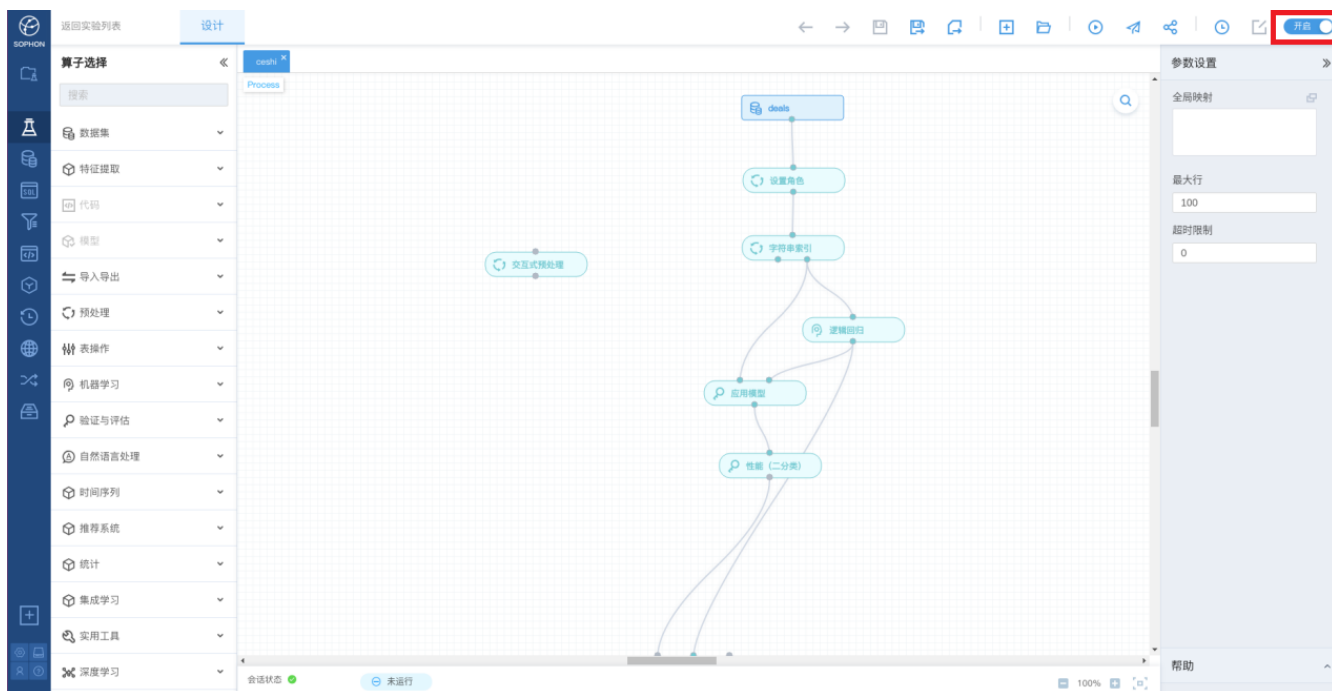 SOPHON
返回实验列表
设计
开启
算子选择
搜索
数据集
特征提取
代码
模型
导入导出
预处理
表操作
机器学习
验证与评估
自然语言处理
时间序列
推荐系统
统计
集成学习
实用工具
深度学习
SQL
ceshi
Process
deals
设置角色
字符串索引
交互式预处理
逻辑回归
应用模型
性能（二分类）
会话状态
未运行
100%
参数设置
全局映射
最大行
100
超时限制
0
帮助